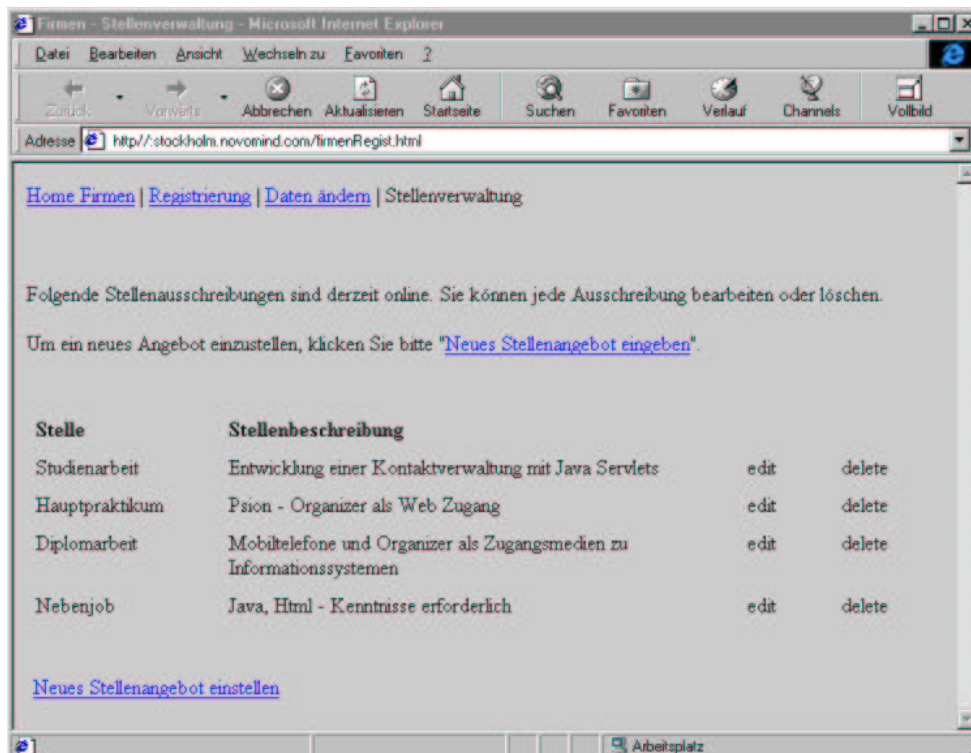 Firmen - Stellenverwaltung - Microsoft Internet Explorer
Datei Bearbeiten Ansicht Wechseln zu Favoriten ?
Zurück Vorwärts Abbrechen Aktualisieren Startseite Suchen Favoriten Verlauf Channels Vollbild
Adresse http//:stockholm.novomind.com/firmenRegist.html
Home Firmen | Registrierung | Daten ändern | Stellenverwaltung
Folgende Stellenausschreibungen sind derzeit online. Sie können jede Ausschreibung bearbeiten oder löschen.
Um ein neues Angebot einzustellen, klicken Sie bitte "Neues Stellenangebot eingeben".
Stelle Stellenbeschreibung
Studienarbeit Entwicklung einer Kontaktverwaltung mit Java Servlets edit delete
Hauptpraktikum Psion - Organizer als Web Zugang edit delete
Diplomarbeit Mobiltelefone und Organizer als Zugangsmedien zu edit delete
Informationssystemen
Nebenjob Java, Html - Kenntnisse erforderlich edit delete
Neues Stellenangebot einstellen
Arbeitsplatz